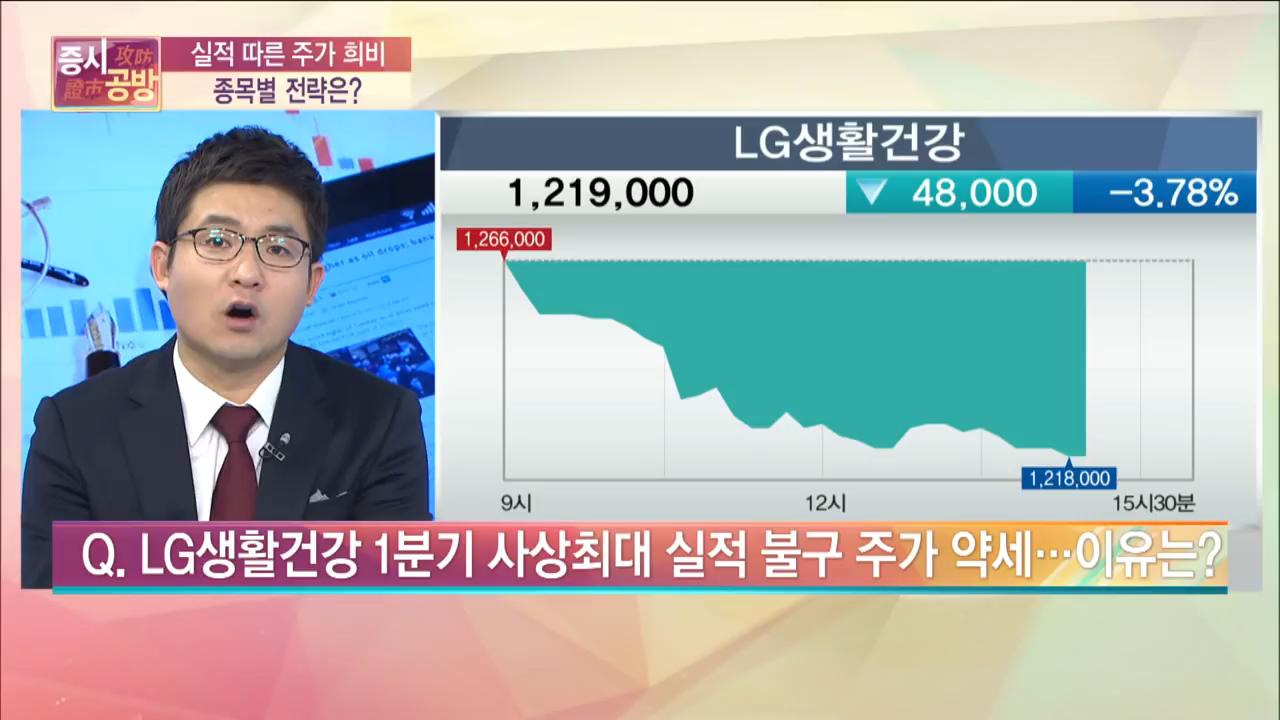 증시 攻防
證市 공방
실적 따른 주가 희비
종목별 전략은?
LG생활건강
1,219,000 ▼ 48,000 -3.78%
1,266,000
1,218,000
9시 12시 15시30분
Q. LG생활건강 1분기 사상최대 실적 불구 주가 약세…이유는?